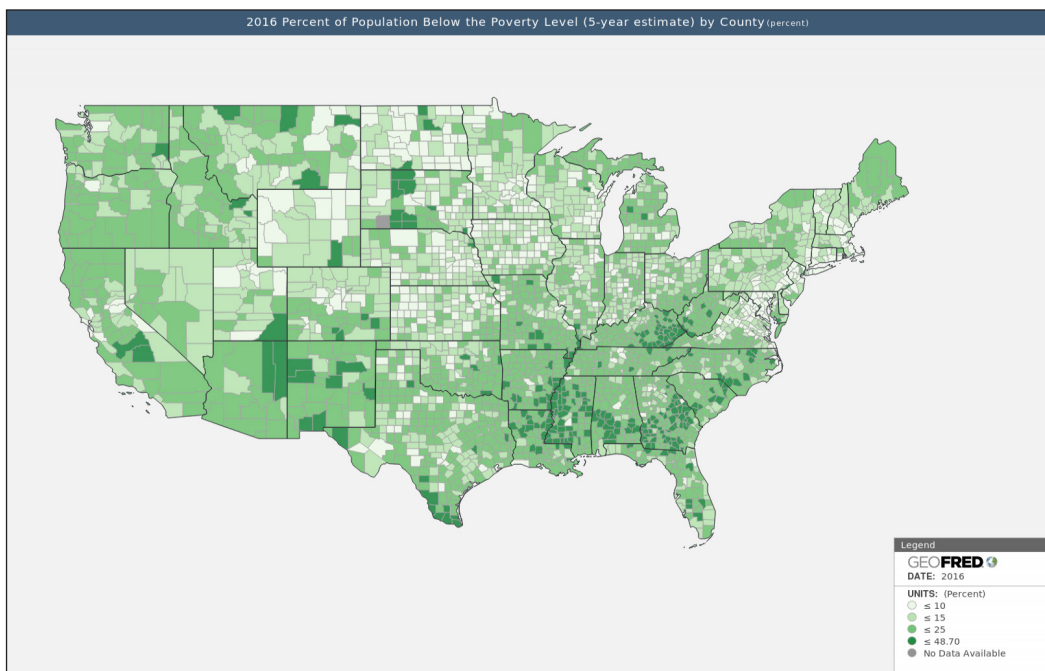 2016 Percent of Population Below the Poverty Level (5-year estimate) by County (percent)
Legend
GEOFRED
DATE: 2016
UNITS: (Percent)
≤ 10
≤ 15
≤ 25
≤ 48.70
No Data Available